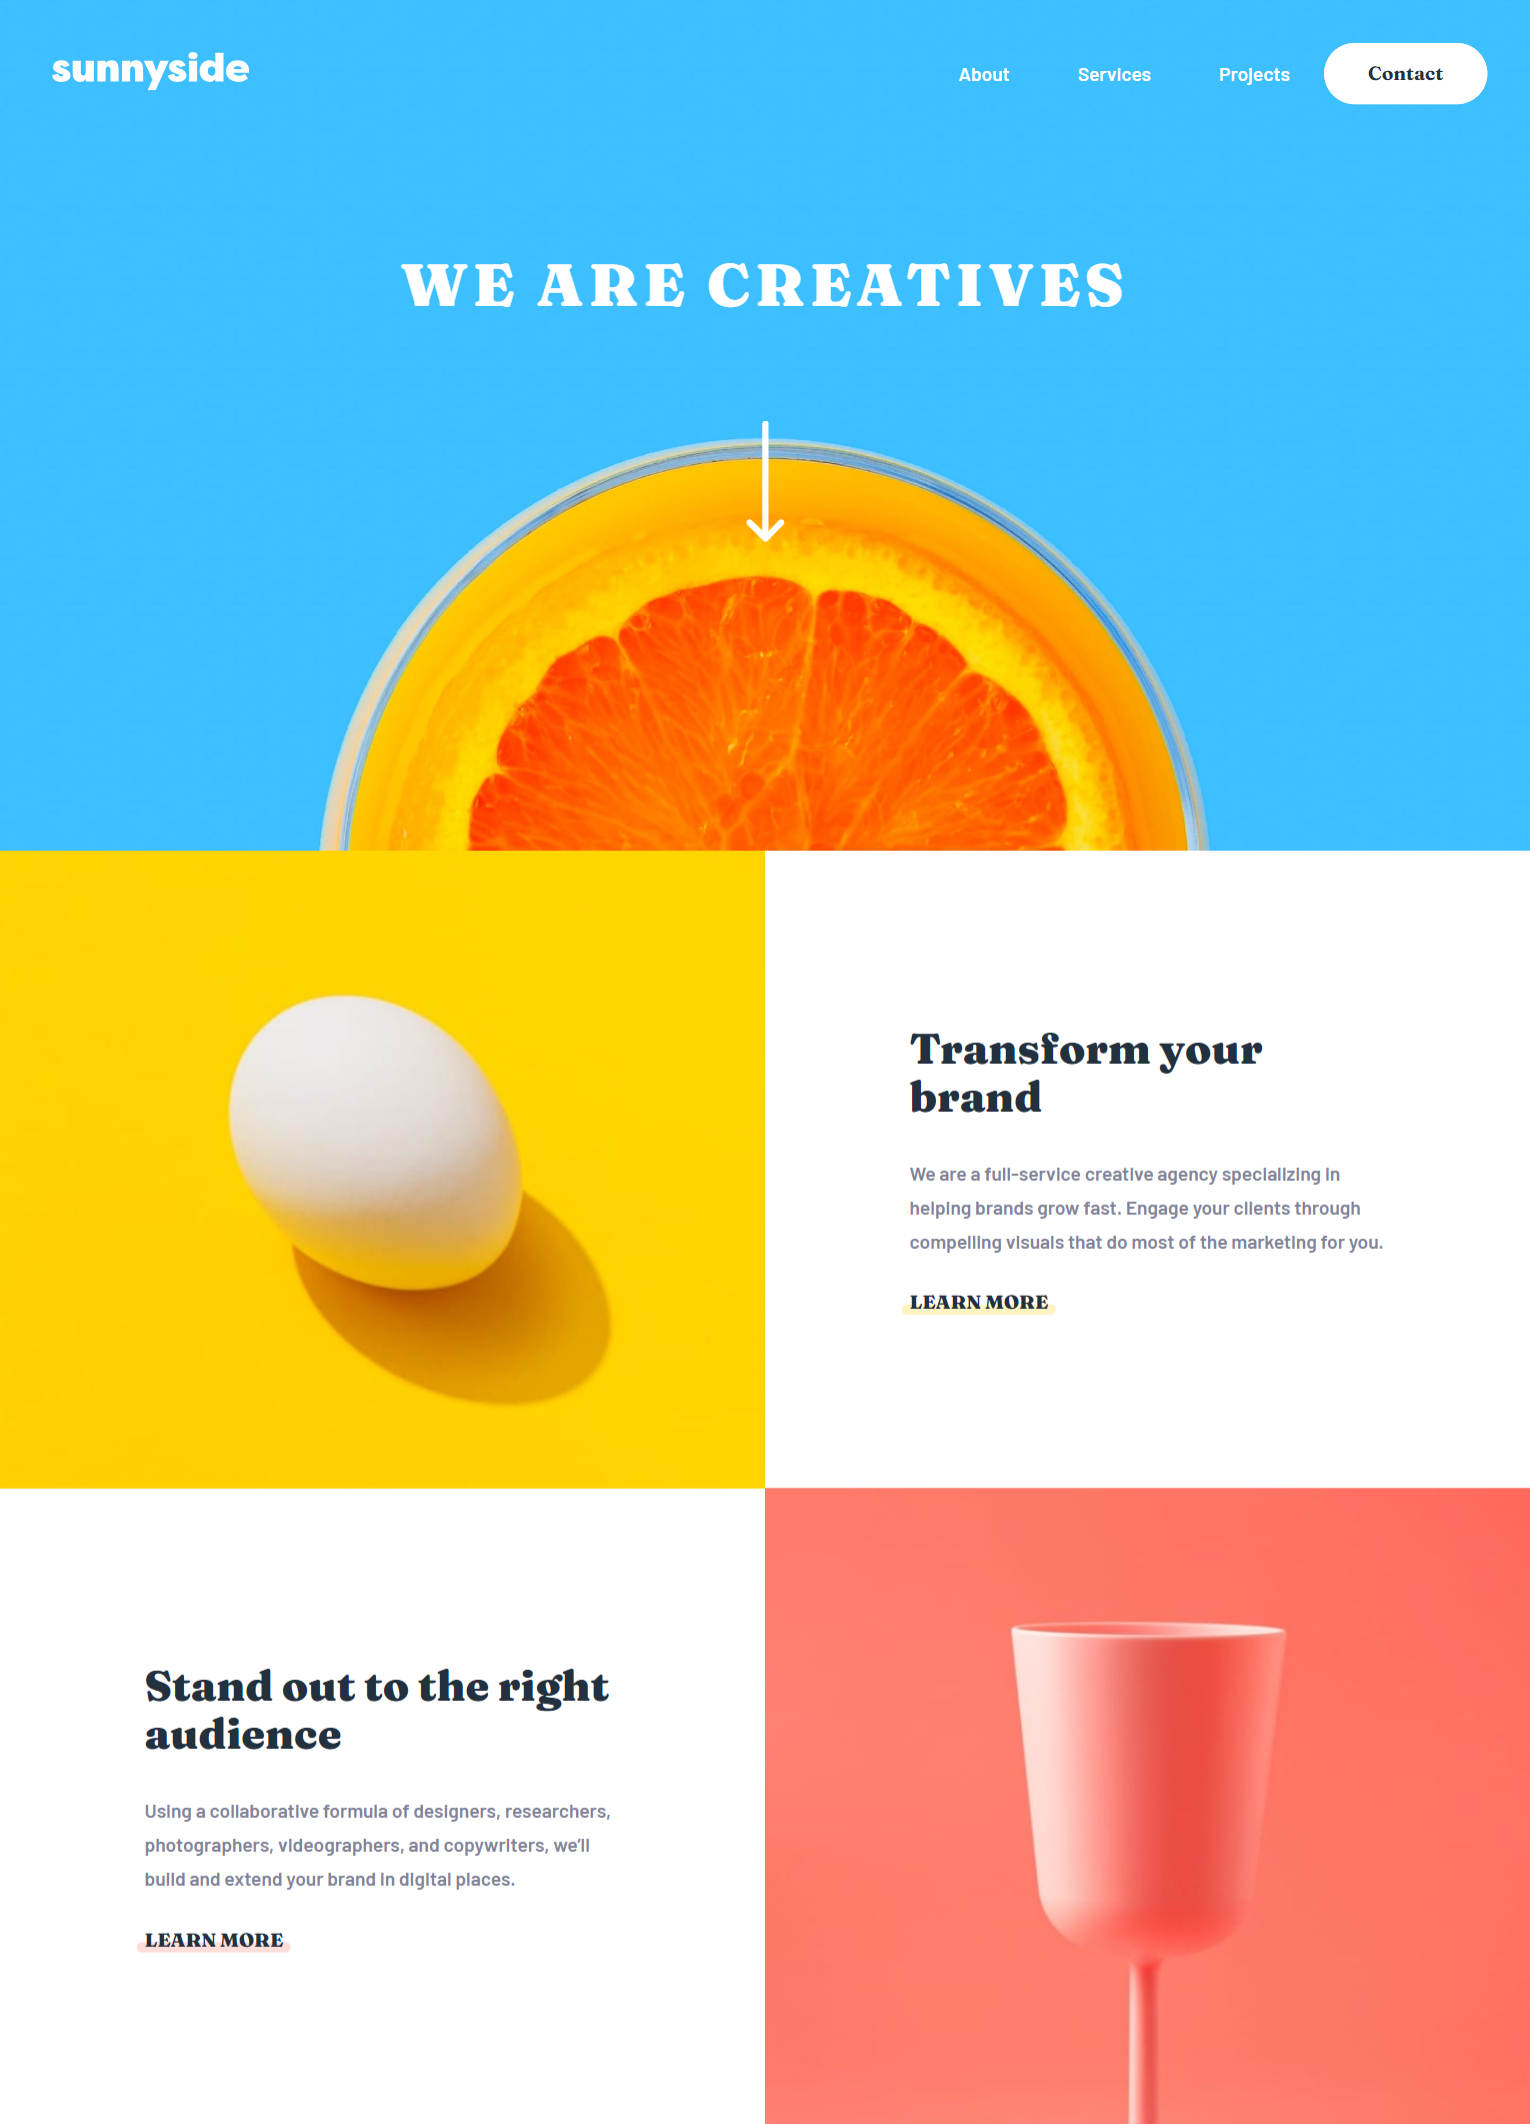 sunnyside
About Services Projects Contact
WE ARE CREATIVES
Transform your
brand
We are a full-service creative agency specializing in
helping brands grow fast. Engage your clients through
compelling visuals that do most of the marketing for you.
LEARN MORE
Stand out to the right
audience
Using a collaborative formula of designers, researchers,
photographers, videographers, and copywriters, we’ll
build and extend your brand in digital places.
LEARN MORE